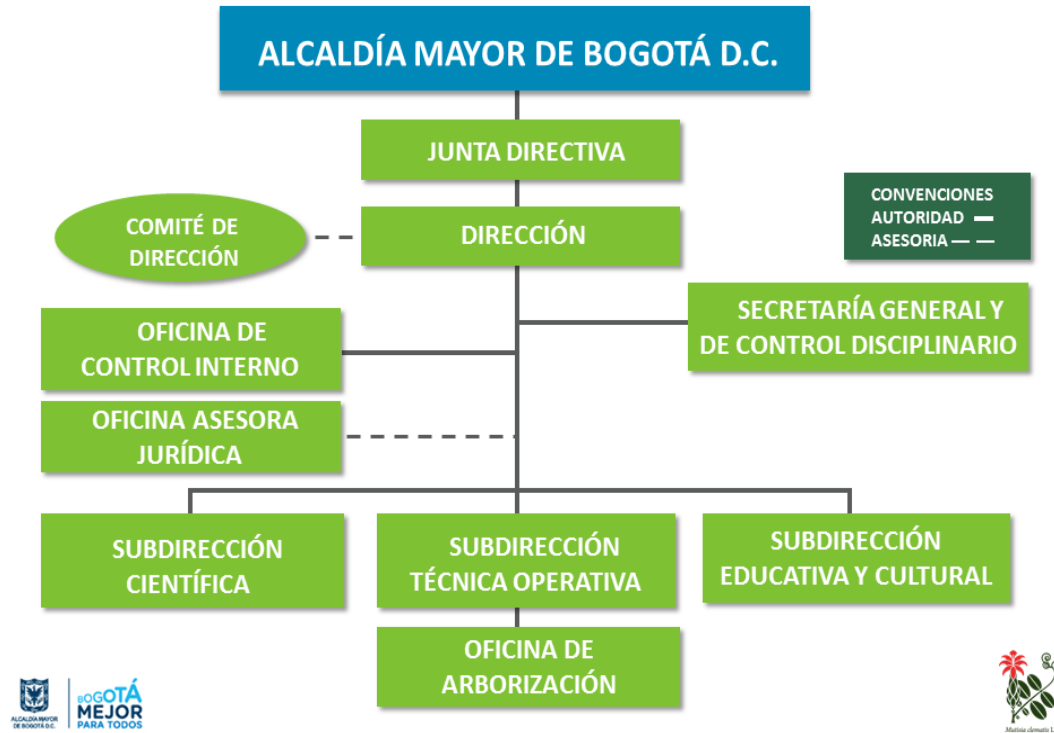 ALCALDÍA MAYOR DE BOGOTÁ D.C.
JUNTA DIRECTIVA
COMITÉ DE
DIRECCIÓN
DIRECCIÓN
CONVENCIONES
AUTORIDAD
ASESORIA
SECRETARÍA GENERAL Y
DE CONTROL DISCIPLINARIO
OFICINA DE
CONTROL INTERNO
OFICINA ASESORA
JURÍDICA
SUBDIRECCIÓN
CIENTÍFICA
SUBDIRECCIÓN
TÉCNICA OPERATIVA
SUBDIRECCIÓN
EDUCATIVA Y CULTURAL
OFICINA DE
ARBORIZACIÓN
ALCALDÍA MAYOR
DE BOGOTÁ D.C.
BOGOTÁ
MEJOR
PARA TODOS
Mutisia clematis L